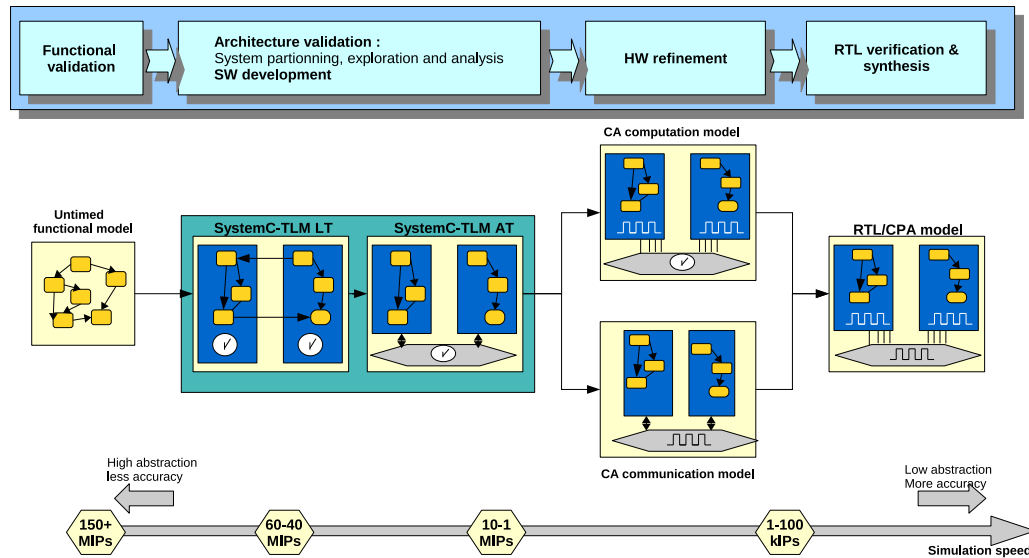 Functional
validation
Architecture validation :
System partionning, exploration and analysis
SW development
HW refinement
RTL verification &
synthesis
CA computation model
Untimed
functional model
SystemC-TLM LT
SystemC-TLM AT
RTL/CPA model
CA communication model
High abstraction
less accuracy
Low abstraction
More accuracy
150+
MIPs
60-40
MIPs
10-1
MIPs
1-100
kIPs
Simulation speed